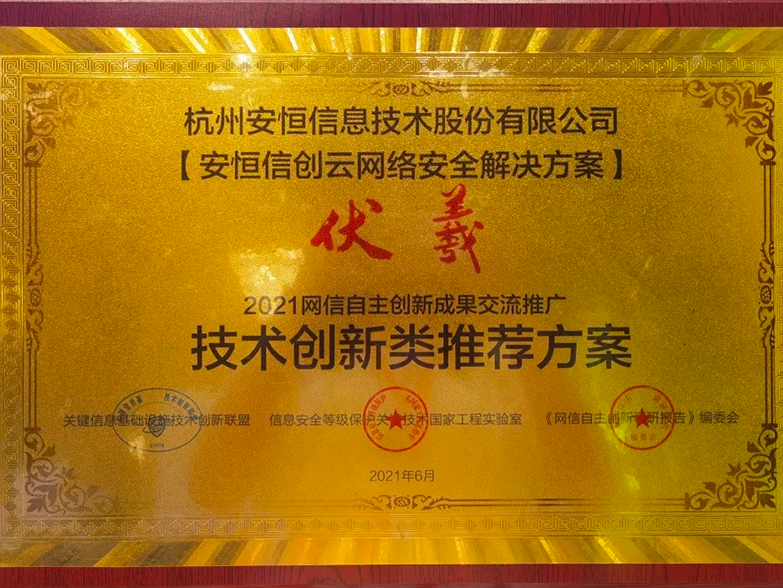 杭州安恒信息技术股份有限公司
【安恒信创云网络安全解决方案】
伏羲
2021网信自主创新成果交流推广
技术创新类推荐方案
关键信息基础设施技术创新联盟 信息安全等级保护关键技术国家工程实验室 《网信自主创新调研报告》编委会
2021年6月